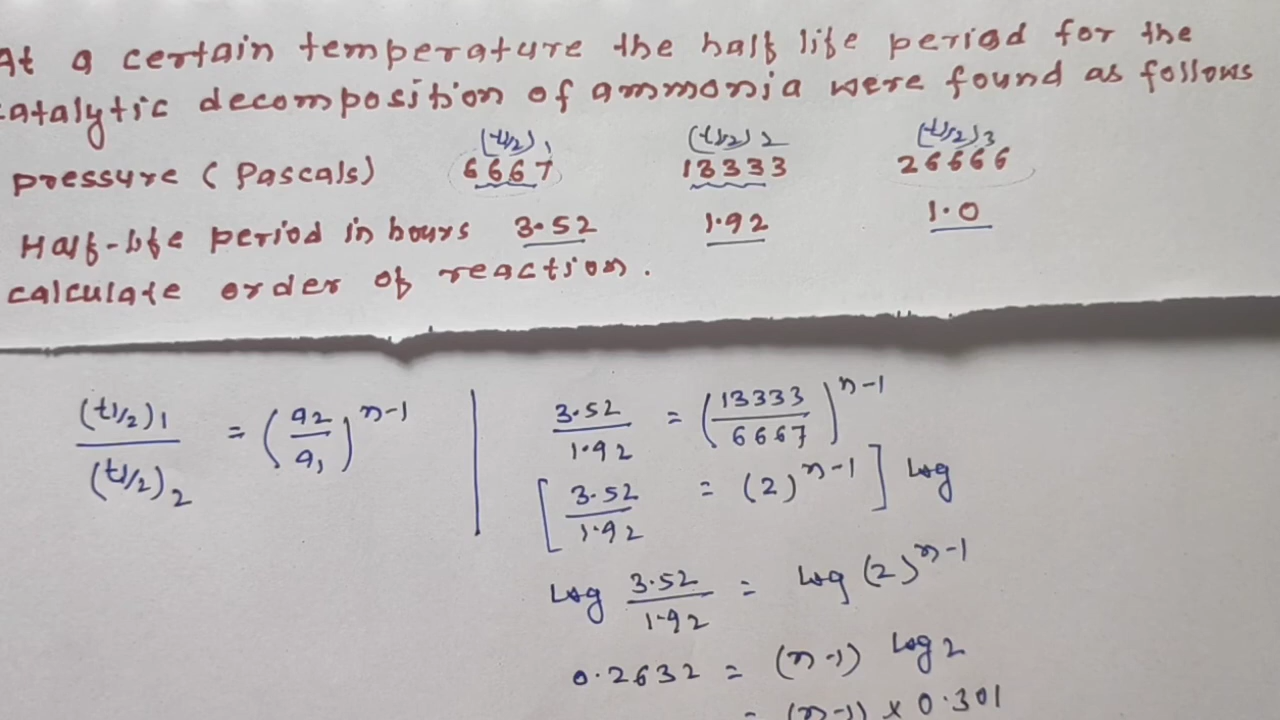 At a certain temperature the half life period for the
catalytic decomposition of ammonia were found as follows
(t1/2)1 (t1/2)2 (t1/2)3
pressure (Pascals) 6667 13333 26666
Half-life period in hours 3.52 1.92 1.0
calculate order of reaction.
(t1/2)1 / (t1/2)2 = (a2/a1)^n-1
3.52/1.92 = (13333/6667)^n-1
[3.52/1.92 = (2)^n-1] Log
Log 3.52/1.92 = log (2)^n-1
0.2632 = (n-1) log 2
= (n-1) x 0.301